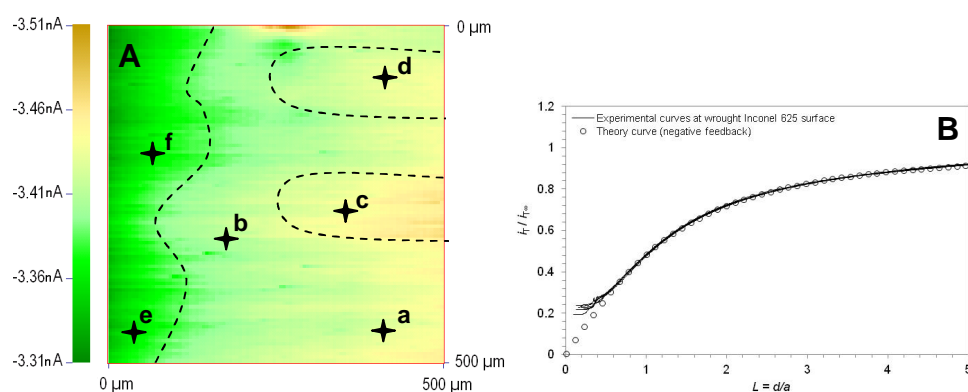 -3.51nA
-3.46nA
-3.41nA
-3.36nA
-3.31nA
A
d
f
c
b
e
a
0 µm
500 µm
0 µm
500 µm
B
Experimental curves at wrought Inconel 625 surface
Theory curve (negative feedback)
1.2
1
0.8
0.6
0.4
0.2
0
iT / iT∞
0 1 2 3 4 5
L = d/a